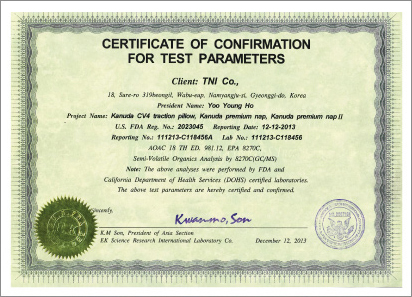 CERTIFICATE OF CONFIRMATION
FOR TEST PARAMETERS
Client: TNI Co.,
18, Sure-ro 319beongil, Wabu-eup, Namyangju-si, Gyeonggi-do, Korea
President Name: Yoo Young Ho
Project Name: Kanuda CV4 traction pillow, Kanuda premium nap, Kanuda premium nap II
U.S. FDA Reg. No.: 2023045 Reporting Date: 12-12-2013
Reporting No.: 111213-C118456A Lab No.: 111213-C118456
AOAC 18 TH ED. 981.12, EPA 8270C,
Semi-Volatile Organics Analysis by 8270C(GC/MS)
Note: The above analyses were performed by FDA and
California Department of Health Services (DOHS) certified laboratories.
The above test parameters are hereby certified and confirmed.
Sincerely,
Kwanmo, Son
K.M Son, President of Asia Section
EK Science Research International Laboratory Co. December 12, 2013